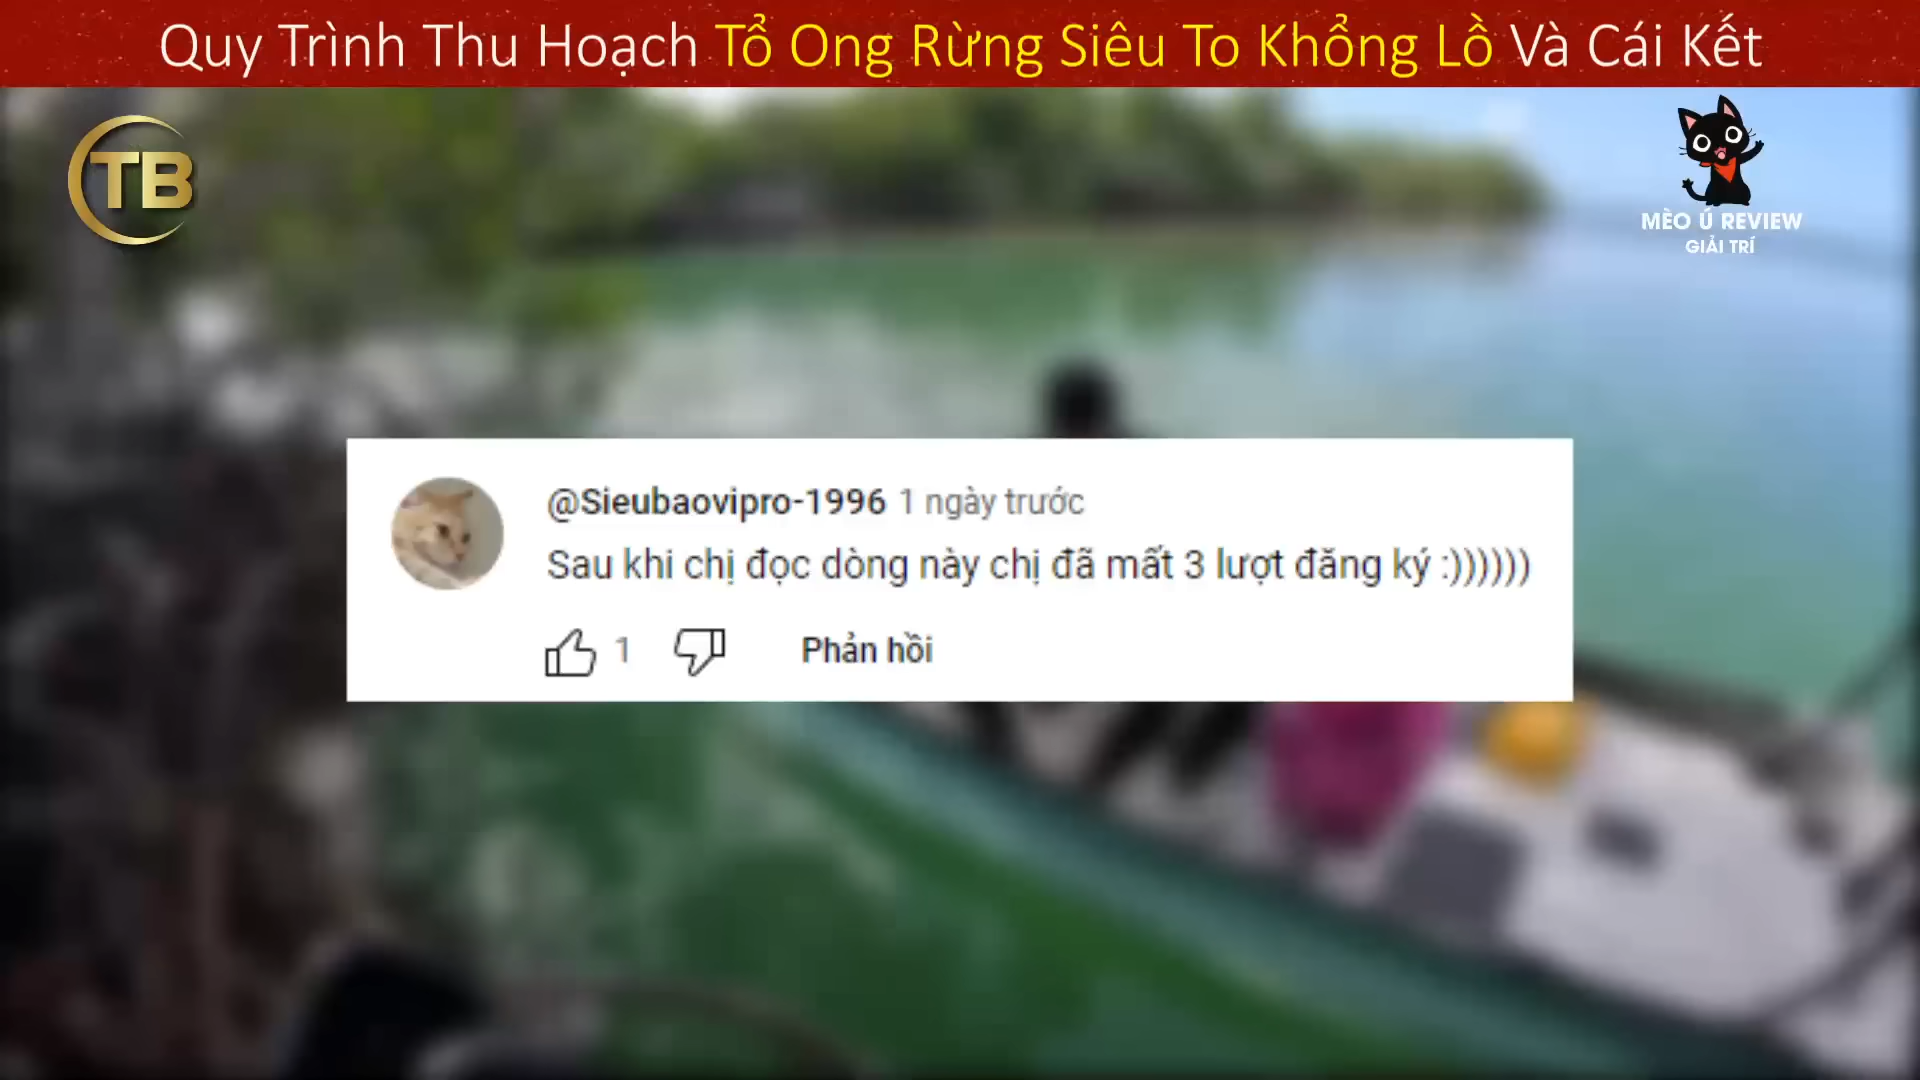 Quy Trình Thu Hoạch Tổ Ong Rừng Siêu To Khổng Lồ Và Cái Kết
TB
MÈO Ú REVIEW
GIẢI TRÍ
@Sieubaovipro-1996 1 ngày trước
Sau khi chị đọc dòng này chị đã mất 3 lượt đăng ký :))))))
1 Phản hồi